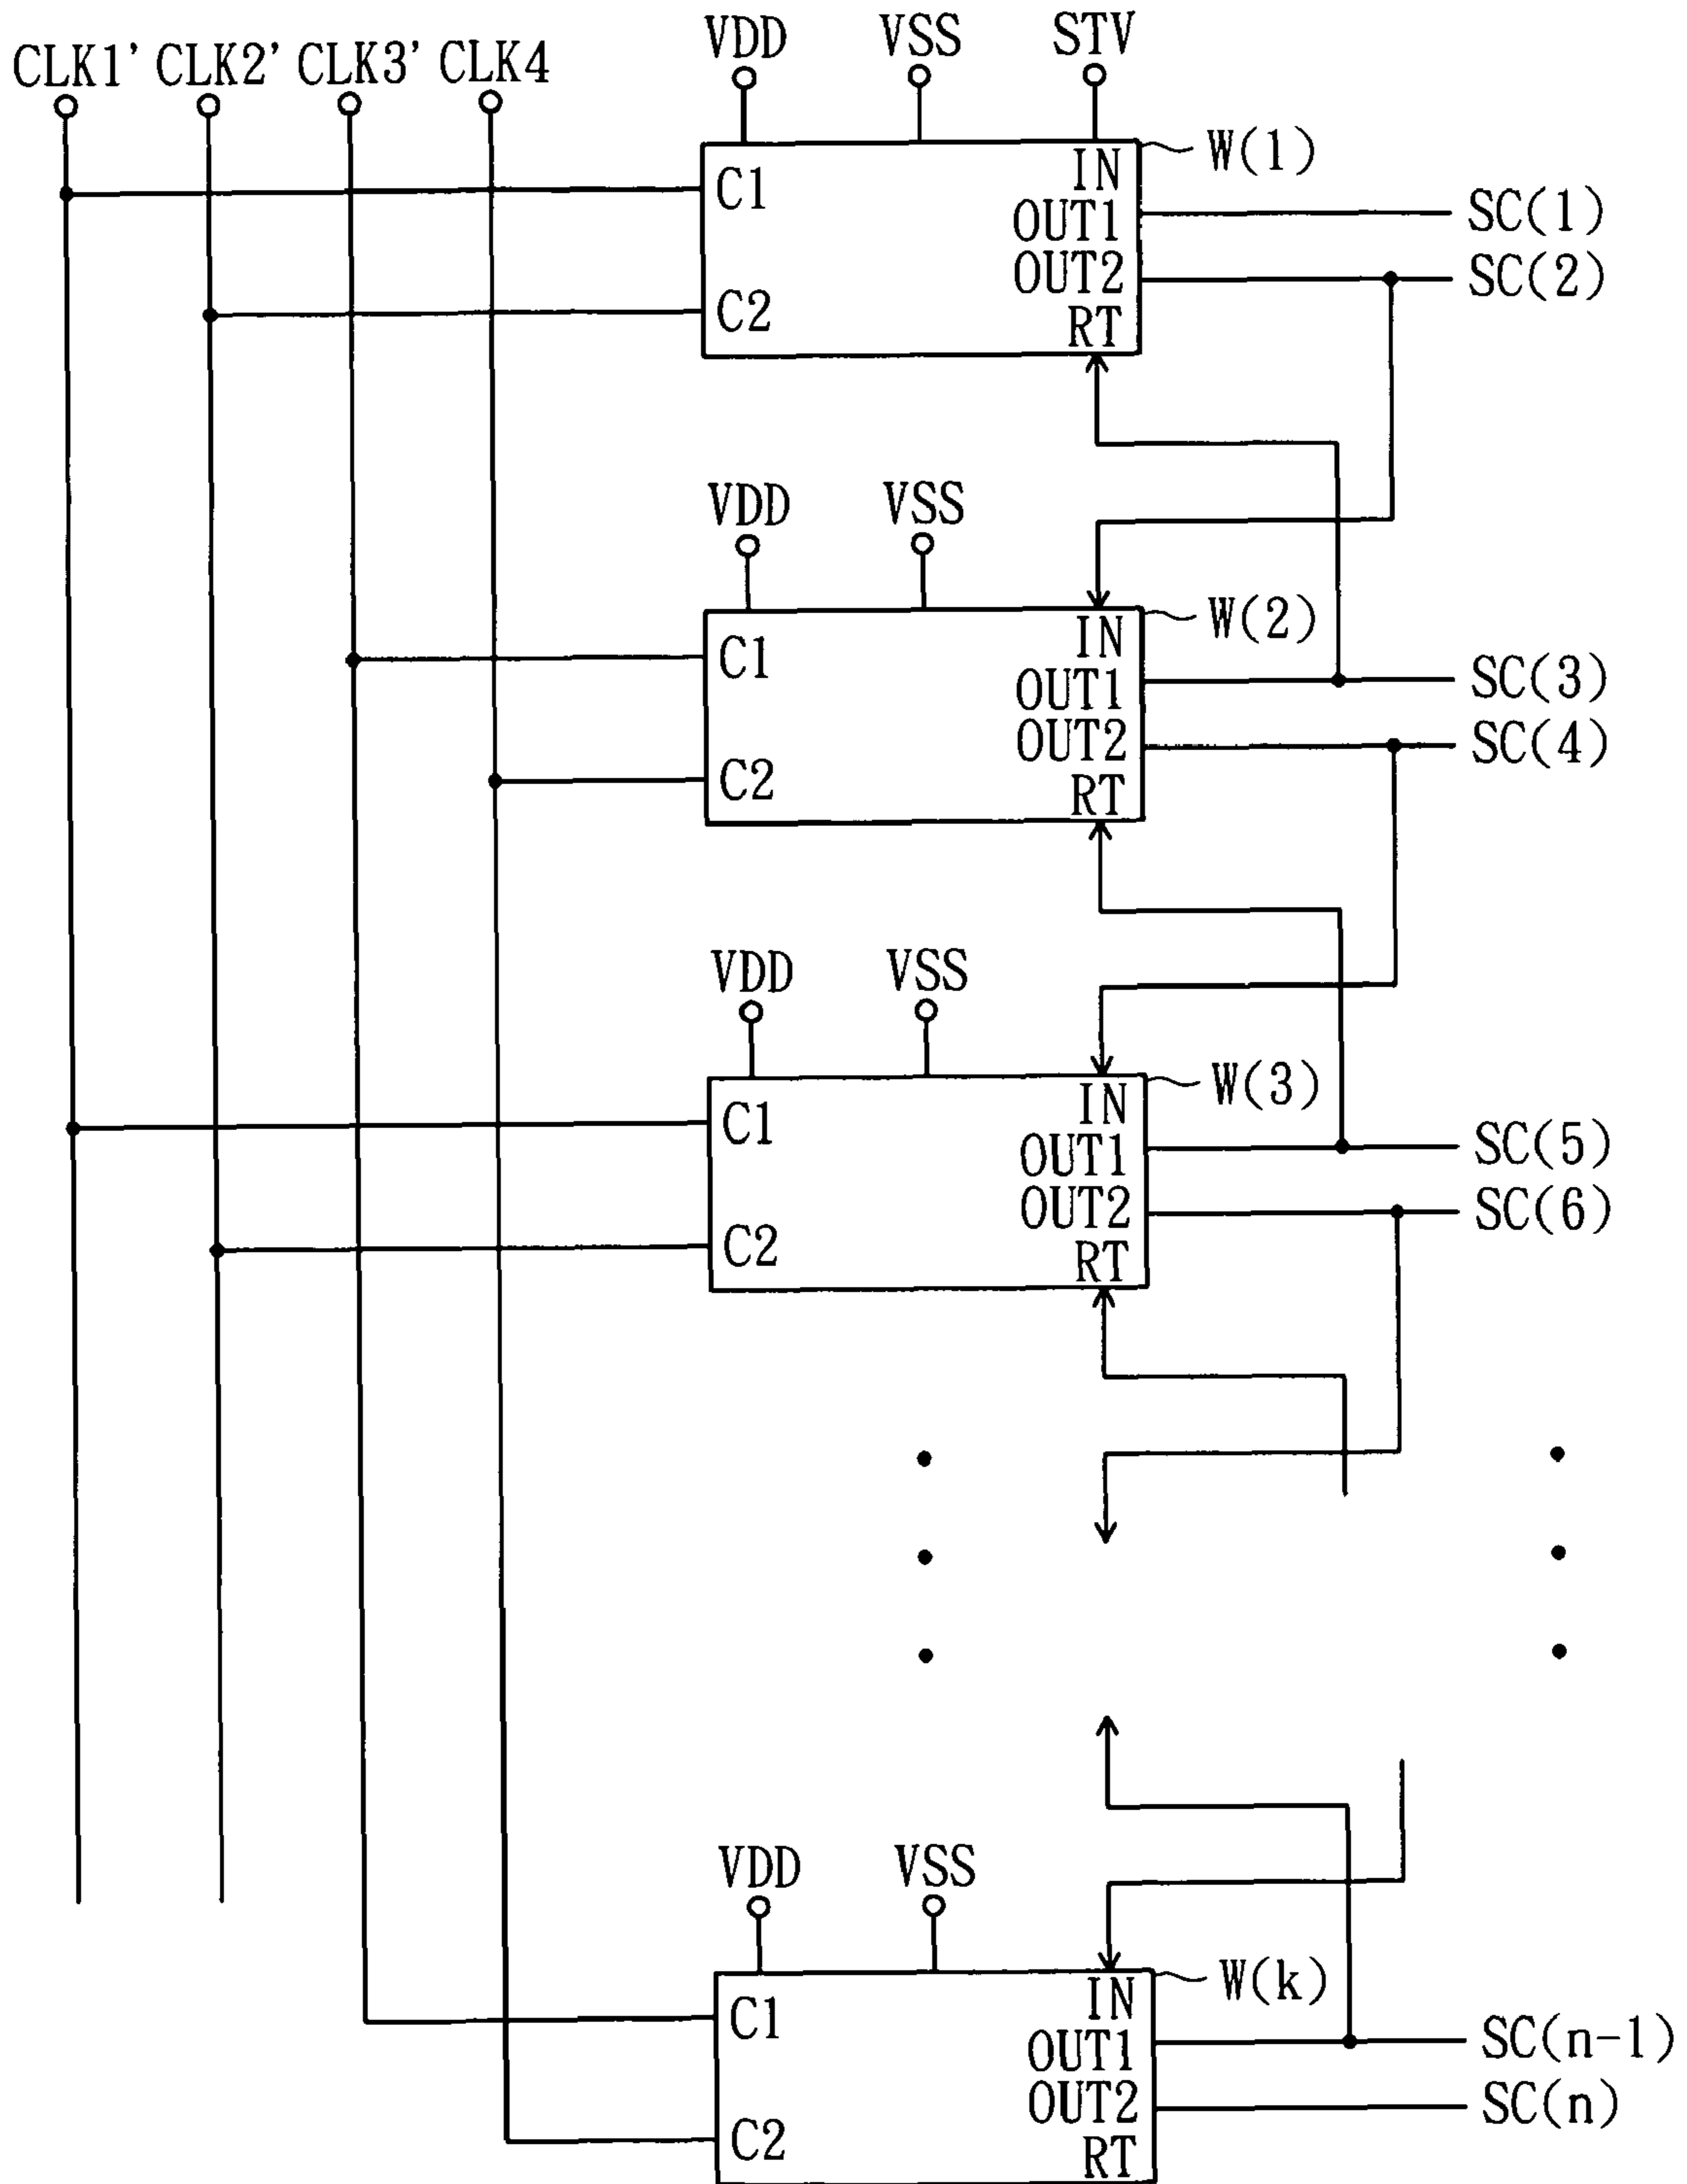 CLK1' CLK2' CLK3' CLK4
VDD VSS STV
W(1)
C1 IN
OUT1 SC(1)
OUT2 SC(2)
C2 RT
VDD VSS
W(2)
C1 IN
OUT1 SC(3)
OUT2 SC(4)
C2 RT
VDD VSS
W(3)
C1 IN
OUT1 SC(5)
OUT2 SC(6)
C2 RT
VDD VSS
W(k)
C1 IN
OUT1 SC(n-1)
OUT2 SC(n)
C2 RT